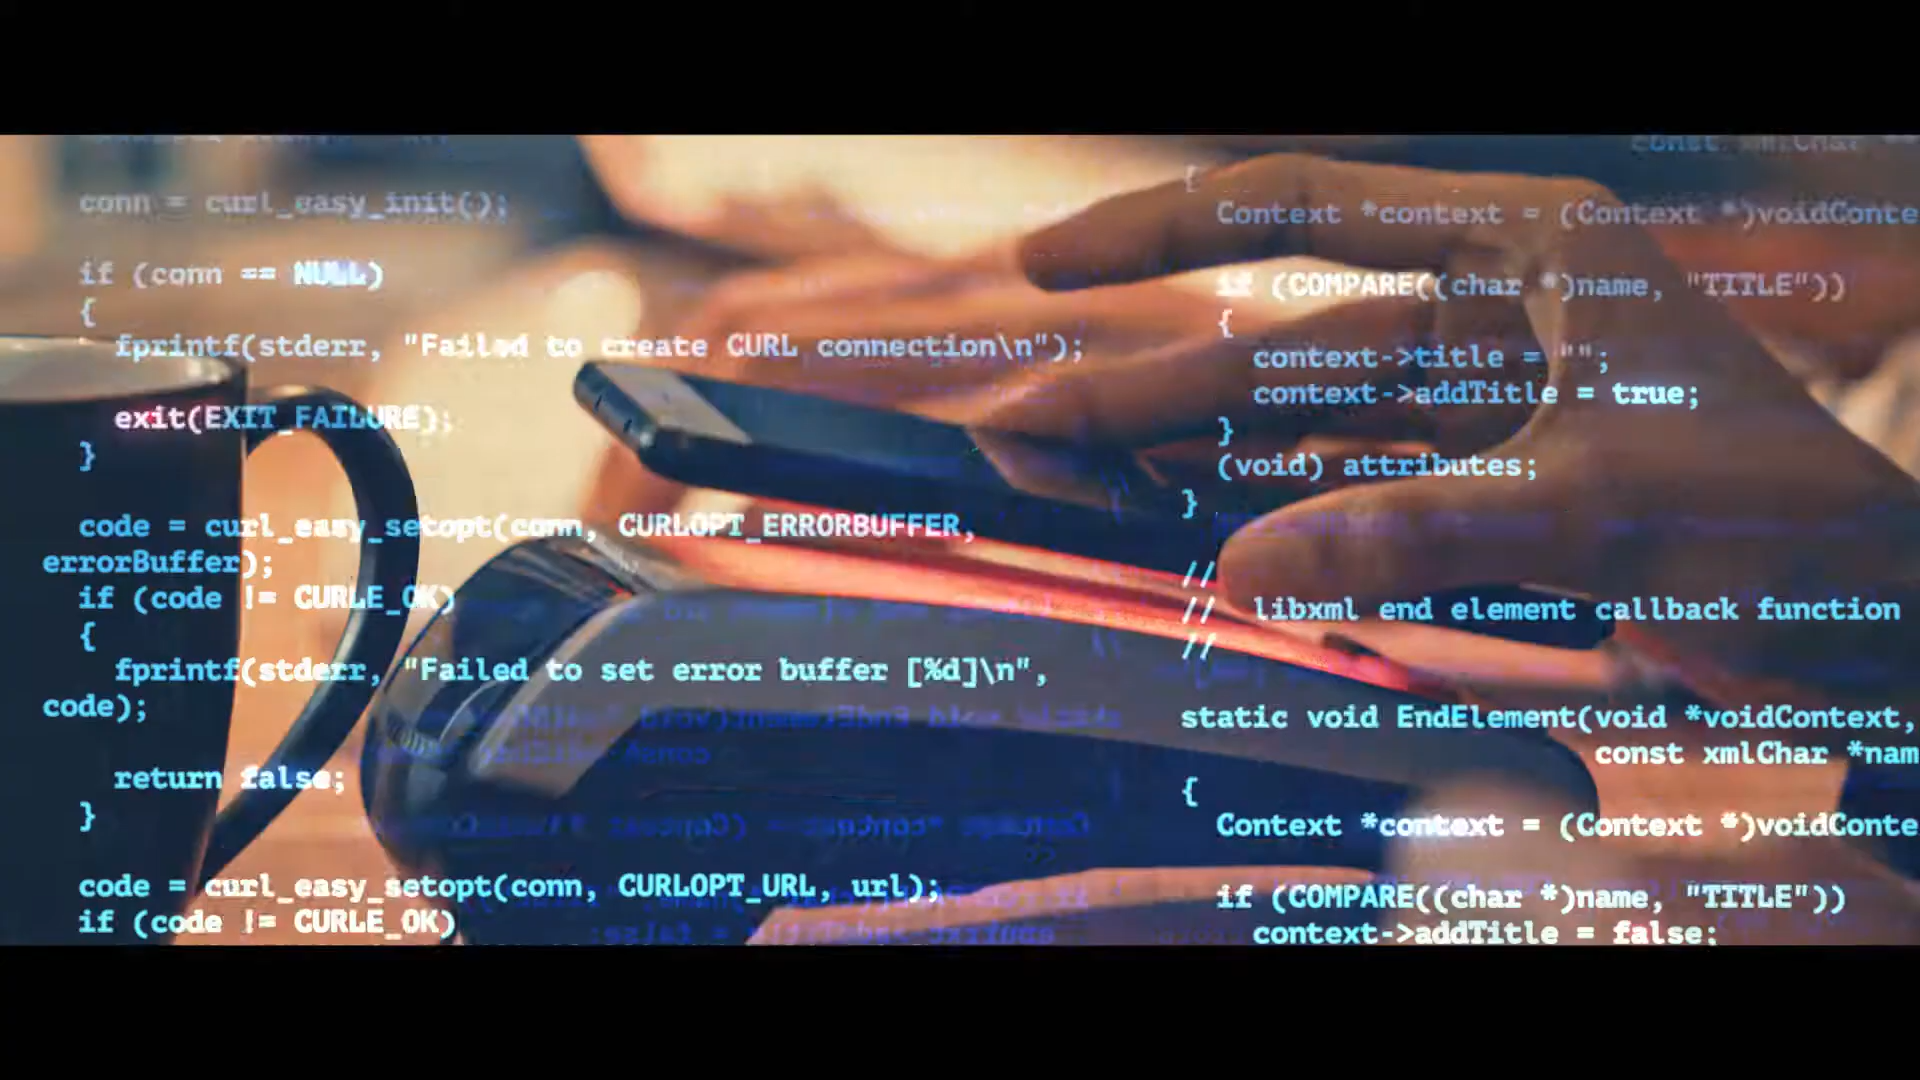 conn = curl_easy_init();
if (conn == NULL)
{
fprintf(stderr, "Failed to create CURL connection\n");
exit(EXIT_FAILURE);
}
code = curl_easy_setopt(conn, CURLOPT_ERRORBUFFER,
errorBuffer);
if (code != CURLE_OK)
{
fprintf(stderr, "Failed to set error buffer [%d]\n",
code);
return false;
}
code = curl_easy_setopt(conn, CURLOPT_URL, url);
if (code != CURLE_OK)
const xmlChar
{
Context *context = (Context *)voidConte
if (COMPARE((char *)name, "TITLE"))
{
context->title = "";
context->addTitle = true;
}
(void) attributes;
}
//
// libxml end element callback function
//
static void EndElement(void *voidContext,
const xmlChar *nam
{
Context *context = (Context *)voidConte
if (COMPARE((char *)name, "TITLE"))
context->addTitle = false;